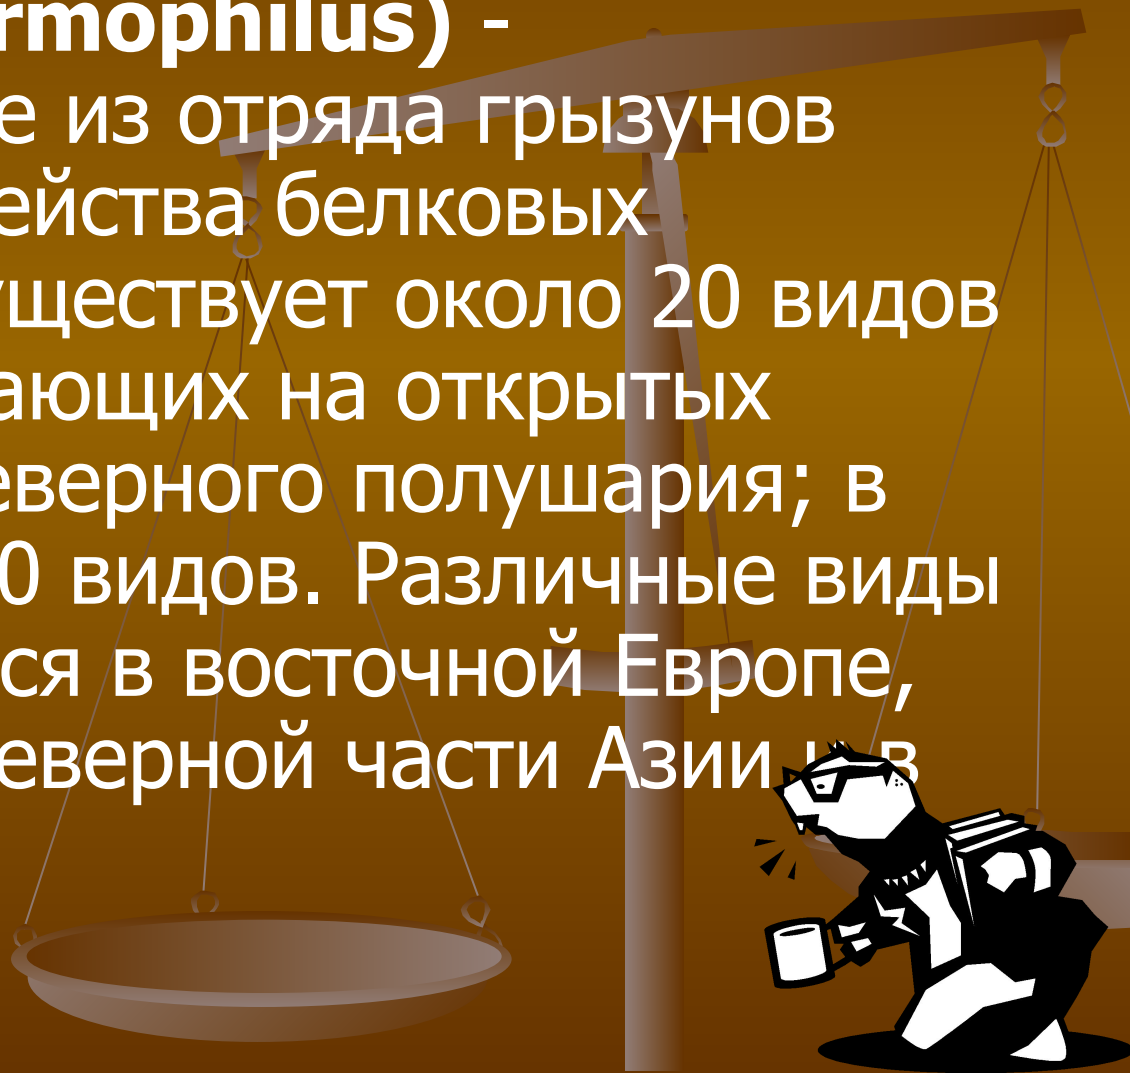 rmophilus) -
е из отряда грызунов
ейства белковых
уществует около 20 видов
ающих на открытых
еверного полушария; в
0 видов. Различные виды
ся в восточной Европе,
еверной части Азии и в